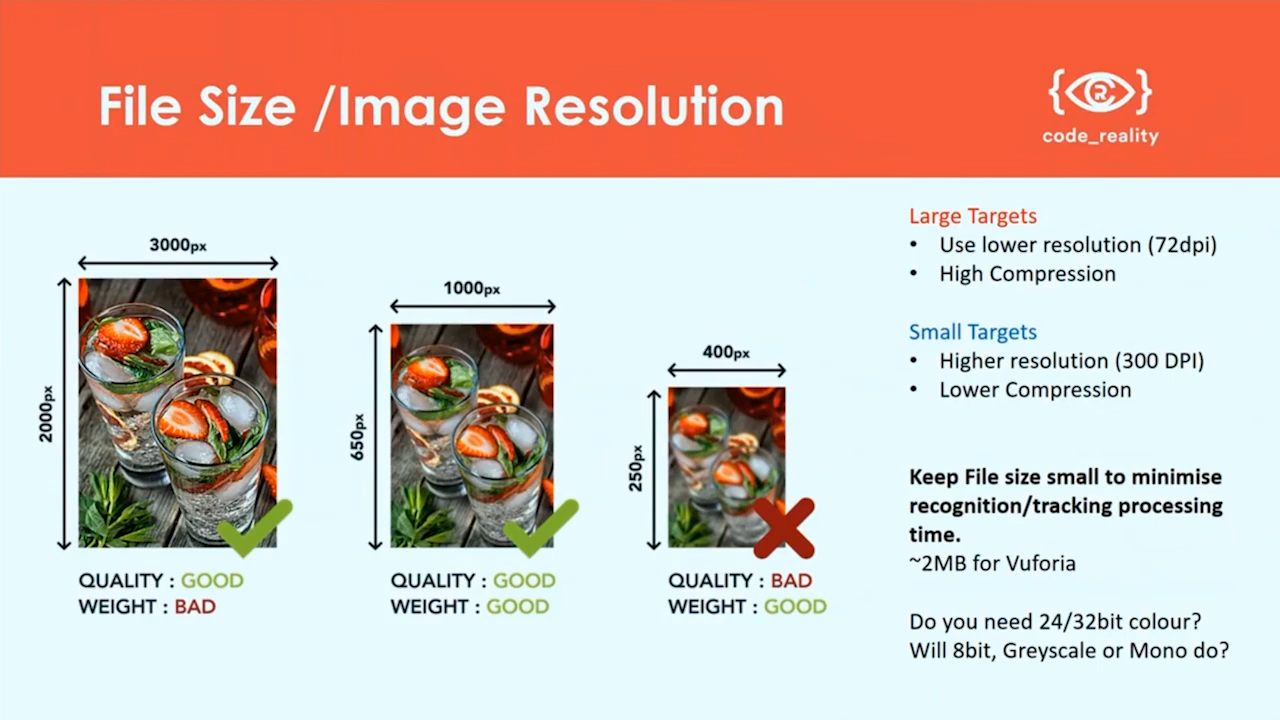 File Size /Image Resolution
code_reality
3000px
2000px
QUALITY : GOOD
WEIGHT : BAD
1000px
650px
QUALITY : GOOD
WEIGHT : GOOD
400px
250px
QUALITY : BAD
WEIGHT : GOOD
Large Targets
• Use lower resolution (72dpi)
• High Compression
Small Targets
• Higher resolution (300 DPI)
• Lower Compression
Keep File size small to minimise
recognition/tracking processing
time.
~2MB for Vuforia
Do you need 24/32bit colour?
Will 8bit, Greyscale or Mono do?